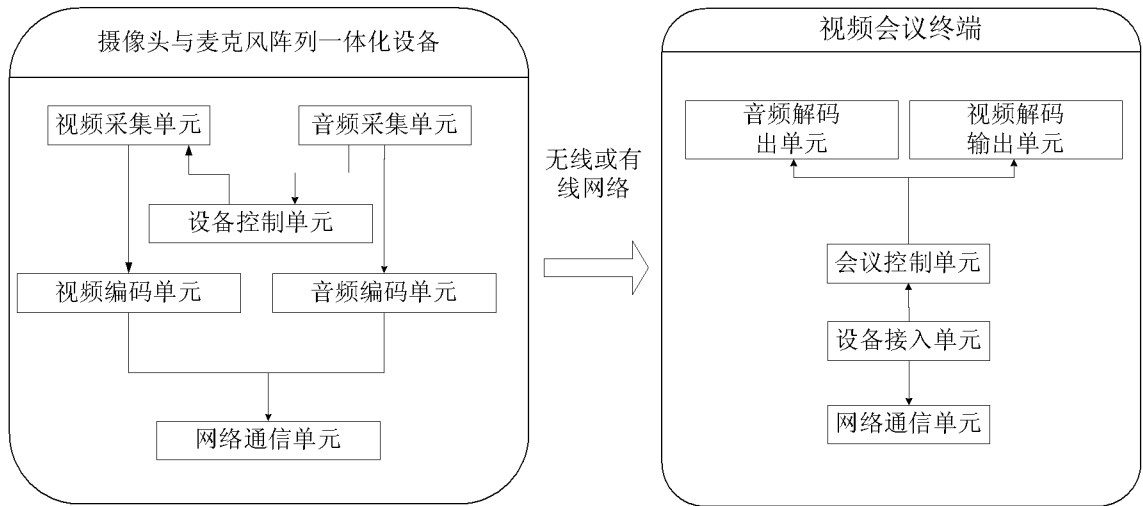 摄像头与麦克风阵列一体化设备
视频采集单元
音频采集单元
设备控制单元
视频编码单元
音频编码单元
网络通信单元
无线或有
线网络
视频会议终端
音频解码
出单元
视频解码
输出单元
会议控制单元
设备接入单元
网络通信单元